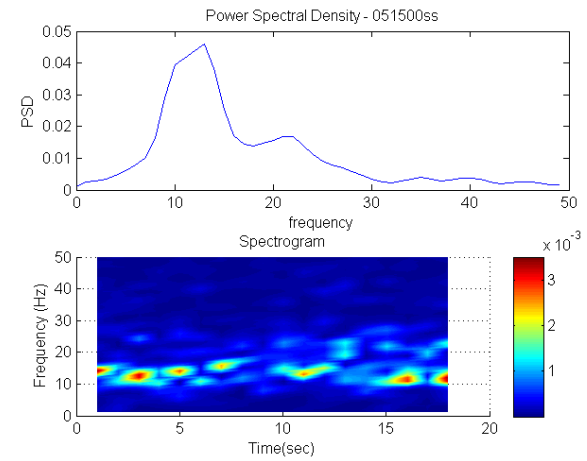 Power Spectral Density - 051500ss
0.05
0.04
0.03
0.02
0.01
0
PSD
0 10 20 30 40 50
frequency
Spectrogram
50
40
30
20
10
0
Frequency (Hz)
0 5 10 15 20
Time(sec)
x 10^-3
3
2
1